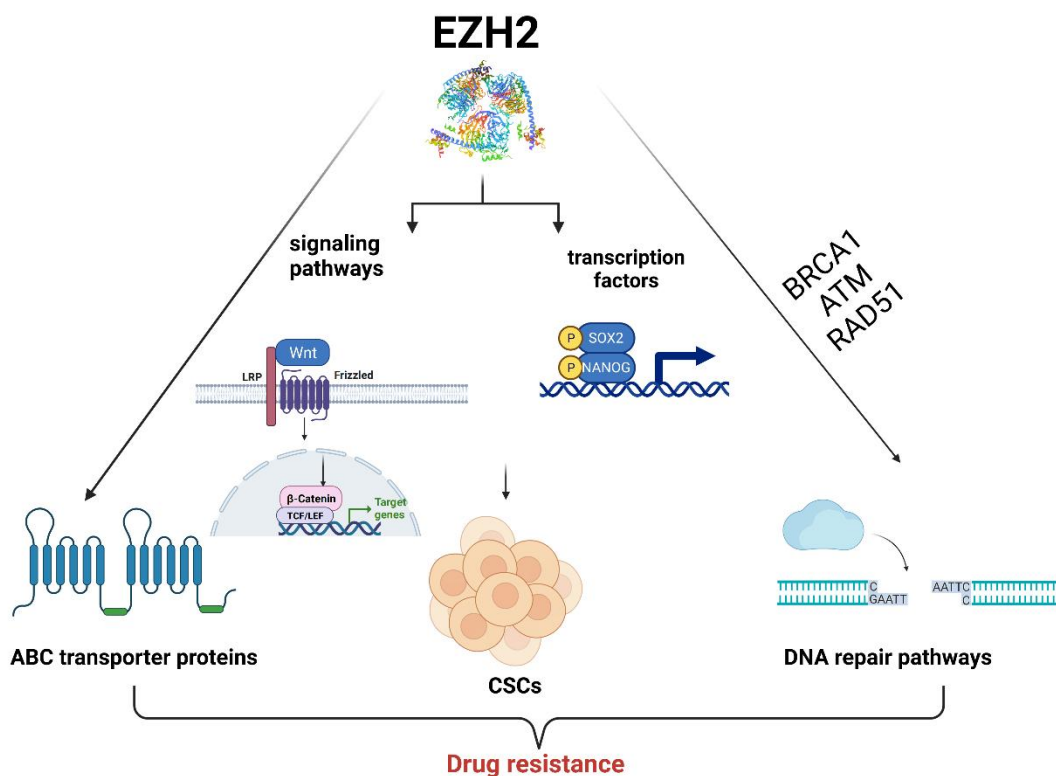 EZH2
signaling
pathways
transcription
factors
BRCA1
ATM
RAD51
P
SOX2
P
NANOG
Wnt
LRP
Frizzled
β-Catenin
TCF/LEF
Target
genes
C
GAATT
AATTC
C
ABC transporter proteins
CSCs
DNA repair pathways
Drug resistance